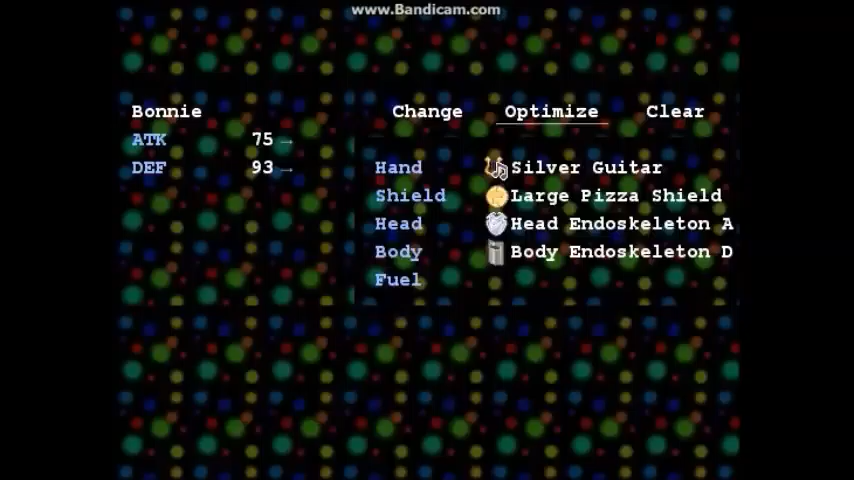 www.Bandicam.com
Bonnie
Change Optimize Clear
ATK 75 →
DEF 93 →
Hand Silver Guitar
Shield Large Pizza Shield
Head Head Endoskeleton A
Body Body Endoskeleton D
Fuel